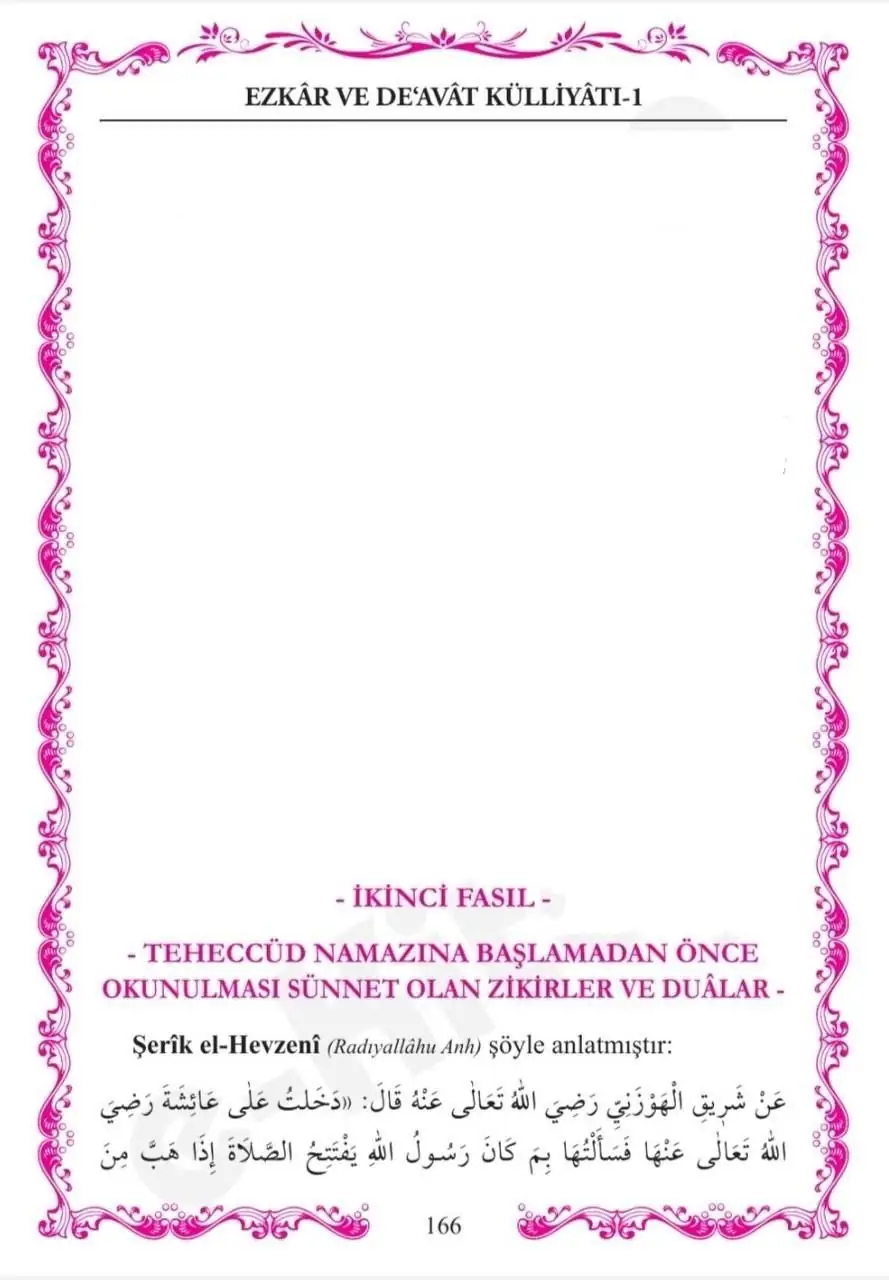 EZKÂR VE DE‘AVÂT KÜLLİYÂTI-1
- İKİNCİ FASIL -
- TEHECCÜD NAMAZINA BAŞLAMADAN ÖNCE
OKUNULMASI SÜNNET OLAN ZİKİRLER VE DUÂLAR -
Şerîk el-Hevzenî (Radıyallâhu Anh) şöyle anlatmıştır:
عَنْ شَرِيقٍ الْهَوْزَنِيِّ رَضِيَ اللهُ تَعَالٰى عَنْهُ قَالَ: «دَخَلْتُ عَلٰى عَائِشَةَ رَضِيَ
اللهُ تَعَالٰى عَنْهَا فَسَأَلْتُهَا بِمَ كَانَ رَسُولُ اللهِ يَفْتَتِحُ الصَّلَاةَ إِذَا هَبَّ مِنَ
166